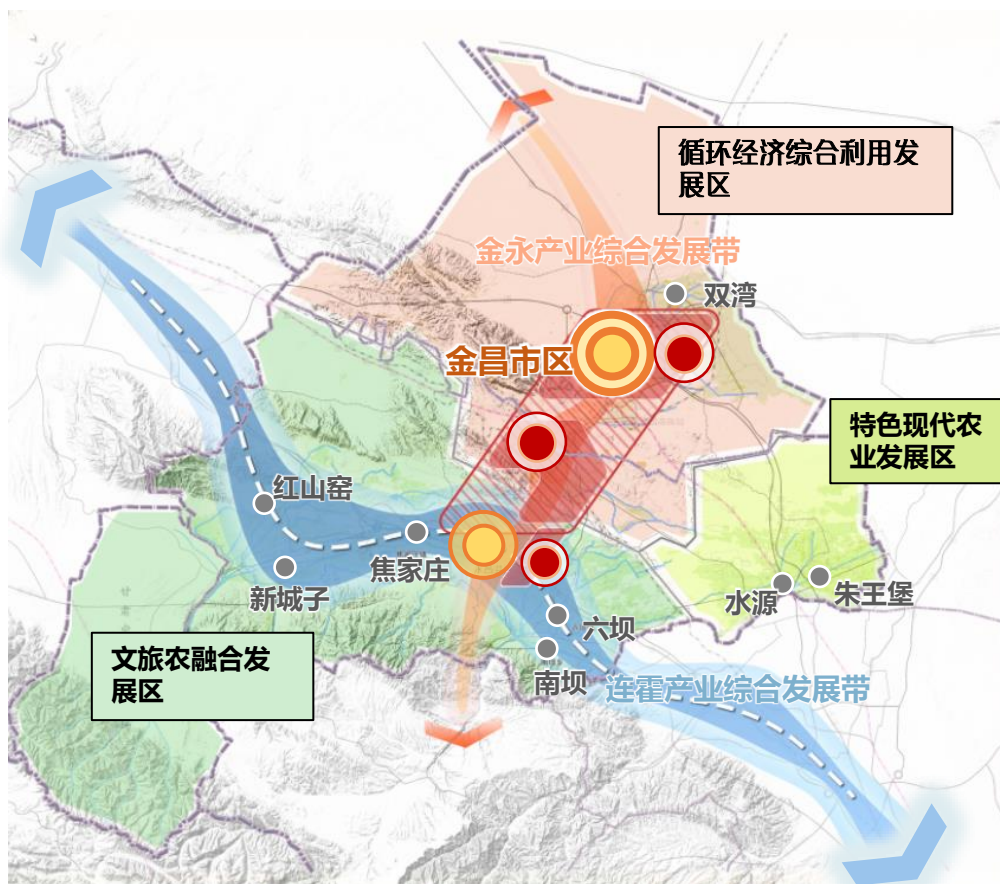 循环经济综合利用发
展区
金永产业综合发展带
双湾
金昌市区
特色现代农
业发展区
红山窑
焦家庄
新城子
水源
朱王堡
六坝
南坝
文旅农融合发
展区
连霍产业综合发展带